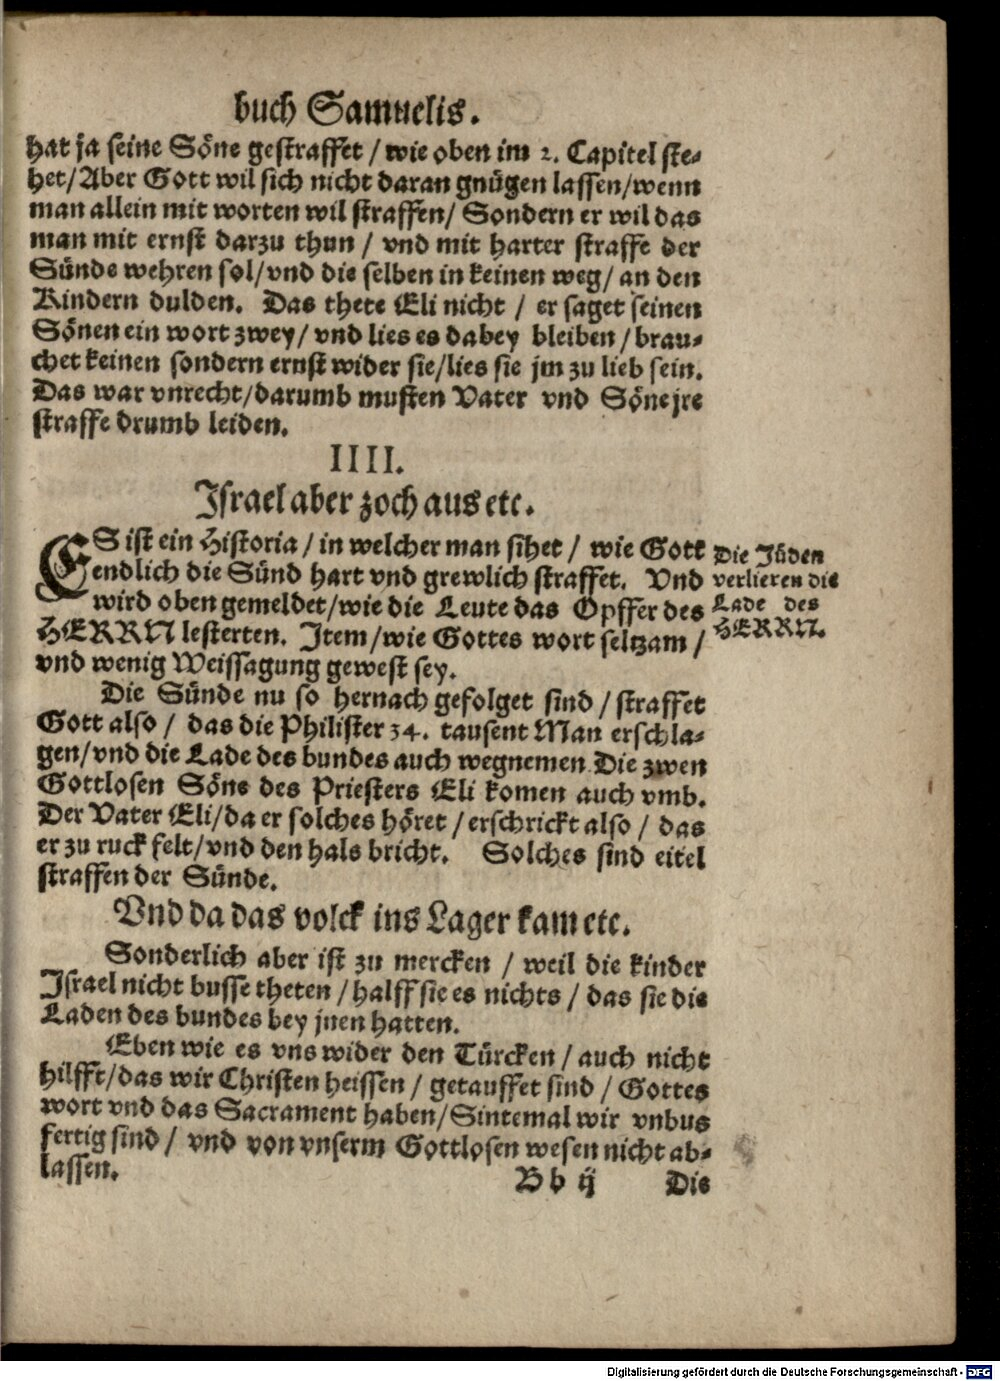 buch Samuelis.
hat ja seine Söne gestraffet / wie oben im 2. Capitel ste-
het/Aber Gott wil sich nicht daran gnügen lassen/wenn
man allein mit worten wil straffen/ Sondern er wil das
man mit ernst darzu thun / vnd mit harter straffe der
Sünde wehren sol/vnd die selben in keinen weg/ an den
Kindern dulden. Das thete Eli nicht / er saget seinen
Sönen ein wort zwey/ vnd lies es dabey bleiben / brau-
chet keinen sondern ernst wider sie/lies sie jm zu lieb sein.
Das war vnrecht/darumb musten Vater vnd Söne jre
straffe drumb leiden.
IIII.
Israel aber zoch aus etc.
ES ist ein Historia / in welcher man sihet / wie Gott
endlich die Sünd hart vnd grewlich straffet. Vnd
wird oben gemeldet/wie die Leute das Opffer des
HERRN lesterten. Item/wie Gottes wort seltzam /
vnd wenig Weissagung gewest sey.
Die Jüden
verlieren die
Lade des
HERRN.
Die Sünde nu so hernach gefolget sind / straffet
Gott also / das die Philister 34. tausent Man erschla-
gen/vnd die Lade des bundes auch wegnemen Die zwen
Gottlosen Söne des Priesters Eli komen auch vmb.
Der Vater Eli/da er solches höret / erschrickt also / das
er zu ruck felt/vnd den hals bricht. Solches sind eitel
straffen der Sünde.
Vnd da das volck ins Lager kam etc.
Sonderlich aber ist zu mercken / weil die kinder
Israel nicht busse theten / halff sie es nichts / das sie die
Laden des bundes bey jnen hatten.
Eben wie es vns wider den Türcken / auch nicht
hilfft/das wir Christen heissen / getauffet sind / Gottes
wort vnd das Sacrament haben/Sintemal wir vnbus
fertig sind / vnd von vnserm Gottlosen wesen nicht ab-
lassen.
B b ij Die
Digitalisierung gefördert durch die Deutsche Forschungsgemeinschaft - DFG